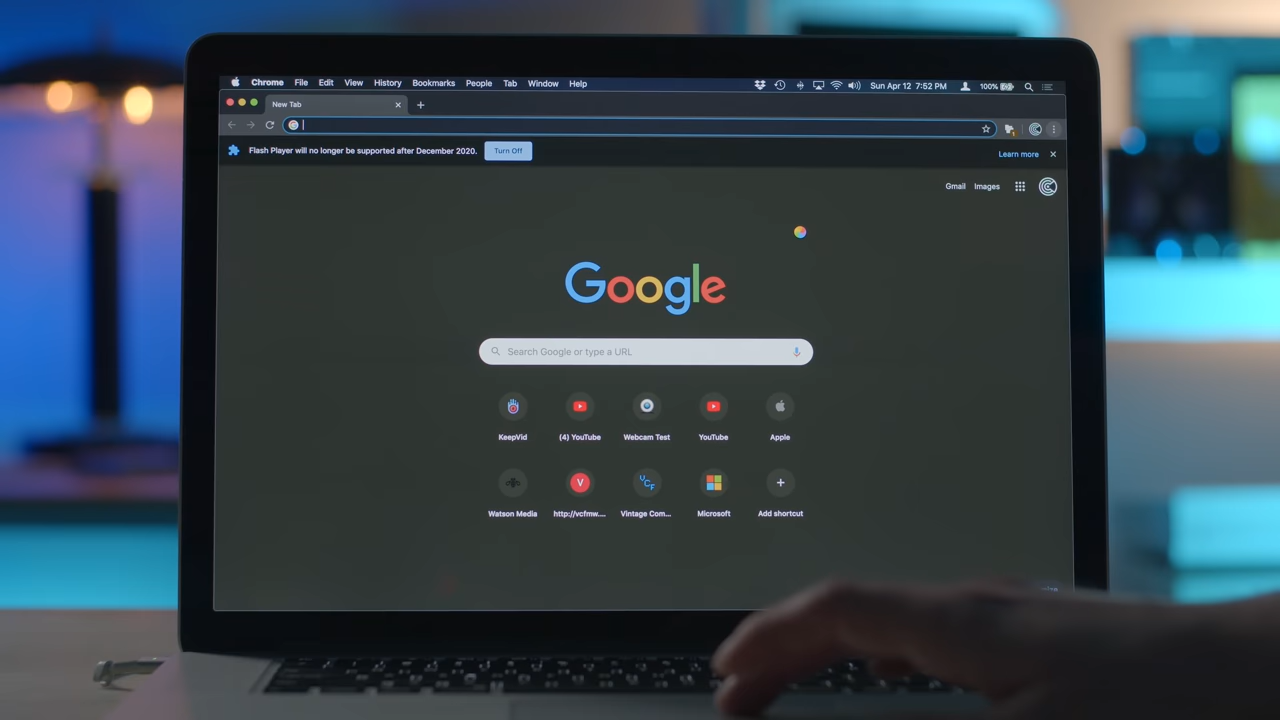 Chrome File Edit View History Bookmarks People Tab Window Help
Sun Apr 12 7:52 PM 100%
New Tab
Flash Player will no longer be supported after December 2020. Turn Off
Learn more
Gmail Images
Google
Search Google or type a URL
KeepVid (4) YouTube Webcam Test YouTube Apple
V VCF
Watson Media http://vcfmw.... Vintage Com... Microsoft Add shortcut